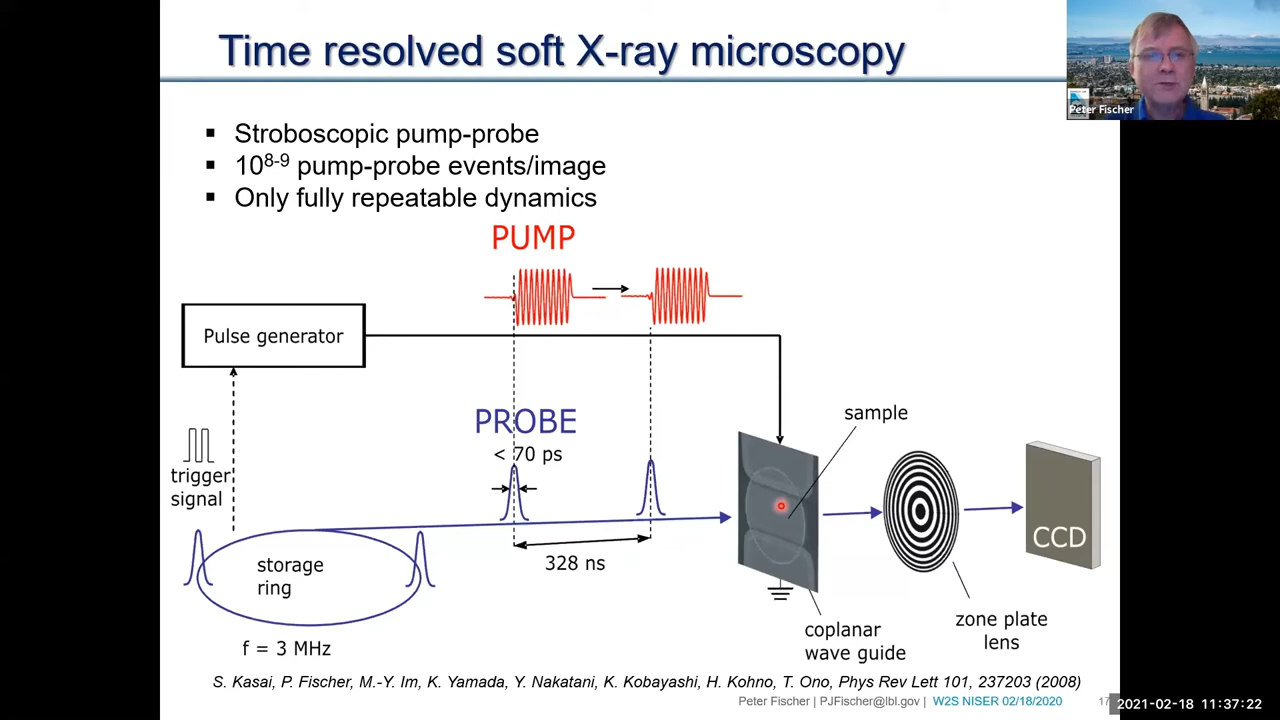 Time resolved soft X-ray microscopy
Peter Fischer
▪ Stroboscopic pump-probe
▪ 10⁸⁻⁹ pump-probe events/image
▪ Only fully repeatable dynamics
PUMP
Pulse generator
PROBE
< 70 ps
sample
trigger
signal
CCD
storage
ring
328 ns
f = 3 MHz
coplanar
wave guide
zone plate
lens
S. Kasai, P. Fischer, M.-Y. Im, K. Yamada, Y. Nakatani, K. Kobayashi, H. Kohno, T. Ono, Phys Rev Lett 101, 237203 (2008)
Peter Fischer | PJFischer@lbl.gov | W2S NISER 02/18/2020
2021-02-18 11:37:22